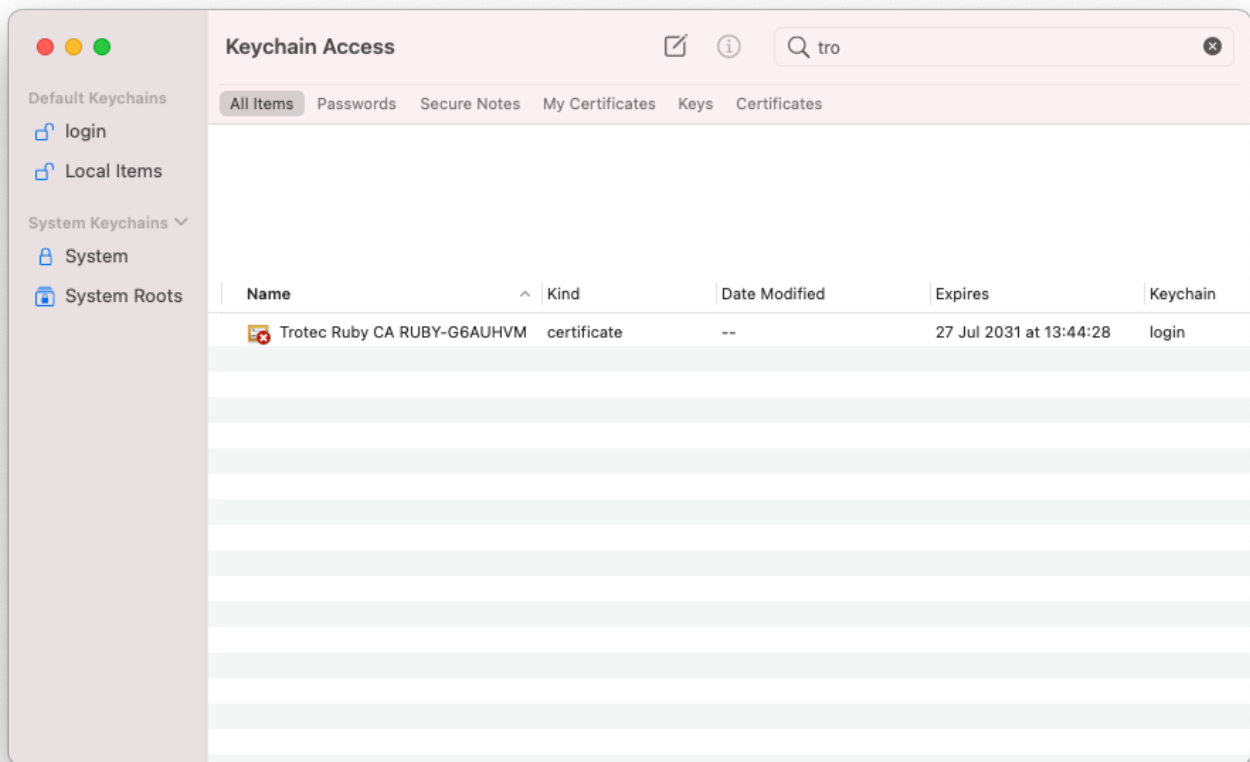 Keychain Access
tro
Default Keychains
login
Local Items
System Keychains
System
System Roots
All Items Passwords Secure Notes My Certificates Keys Certificates
Name Kind Date Modified Expires Keychain
Trotec Ruby CA RUBY-G6AUHVM certificate -- 27 Jul 2031 at 13:44:28 login